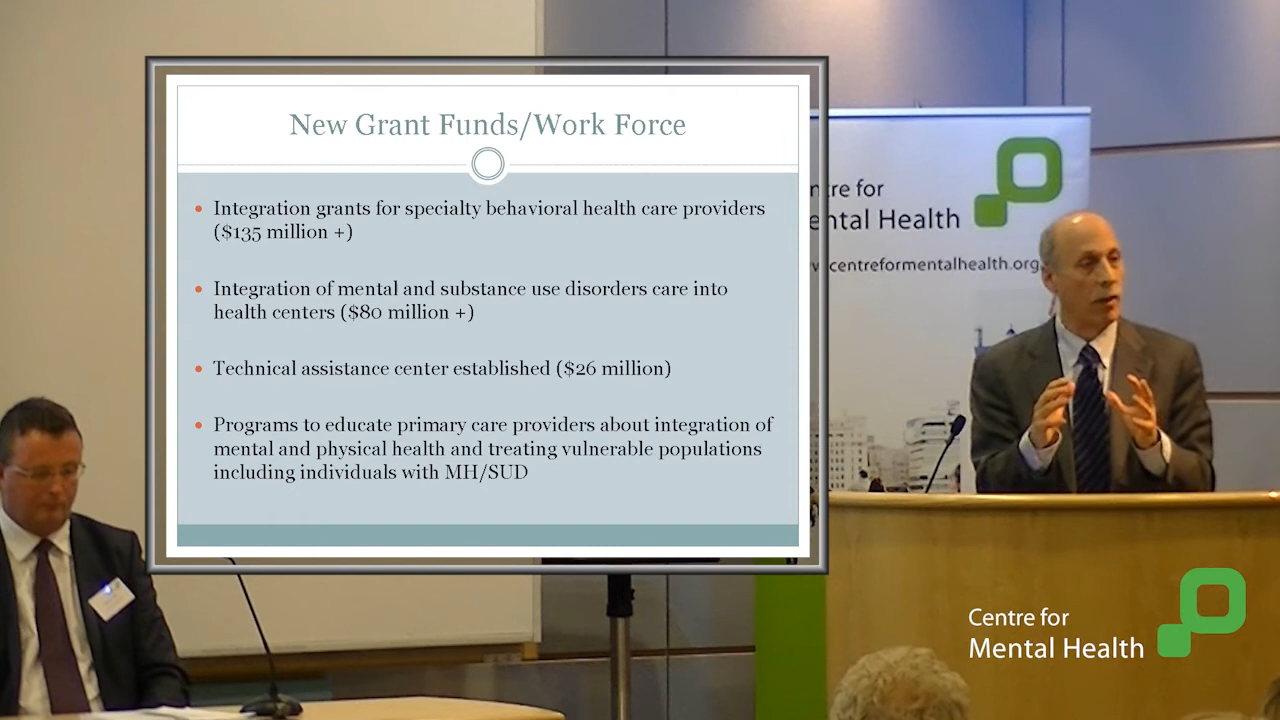 New Grant Funds/Work Force
Integration grants for specialty behavioral health care providers
($135 million +)
Integration of mental and substance use disorders care into
health centers ($80 million +)
Technical assistance center established ($26 million)
Programs to educate primary care providers about integration of
mental and physical health and treating vulnerable populations
including individuals with MH/SUD
ntre for
ental Health
centreformentalhealth.org
Centre for
Mental Health